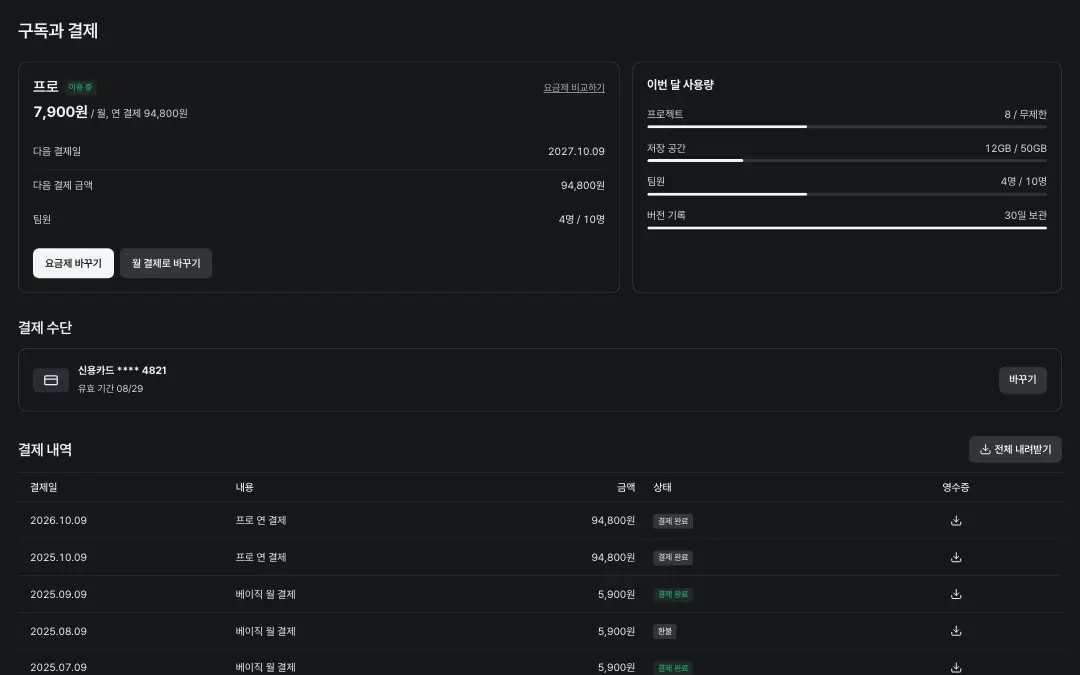 구독과 결제
프로 이용 중
요금제 비교하기
7,900원 / 월, 연 결제 94,800원
다음 결제일 2027.10.09
다음 결제 금액 94,800원
팀원 4명 / 10명
요금제 바꾸기 월 결제로 바꾸기
이번 달 사용량
프로젝트 8 / 무제한
저장 공간 12GB / 50GB
팀원 4명 / 10명
버전 기록 30일 보관
결제 수단
신용카드 **** 4821
유효 기간 08/29
바꾸기
결제 내역
전체 내려받기
결제일 내용 금액 상태 영수증
2026.10.09 프로 연 결제 94,800원 결제 완료
2025.10.09 프로 연 결제 94,800원 결제 완료
2025.09.09 베이직 월 결제 5,900원 결제 완료
2025.08.09 베이직 월 결제 5,900원 환불
2025.07.09 베이직 월 결제 5,900원 결제 완료